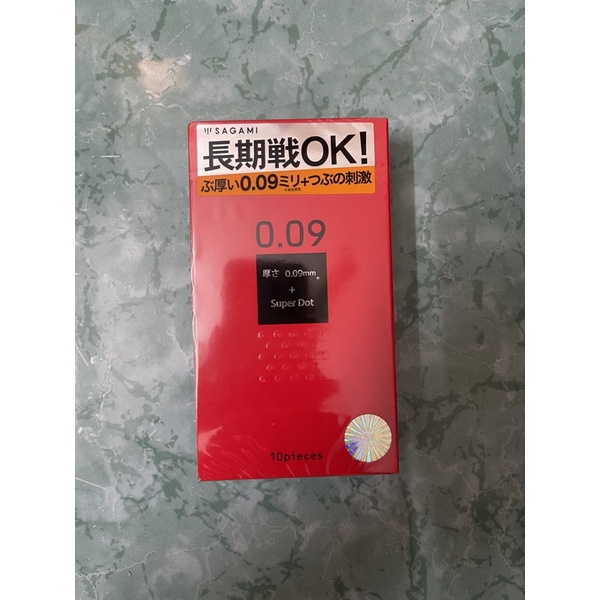 SAGAMI
長期戦OK!
ぶ厚い0.09ミリ+つぶの刺激
0.09
厚さ 0.09mm
+
Super Dot
10pieces